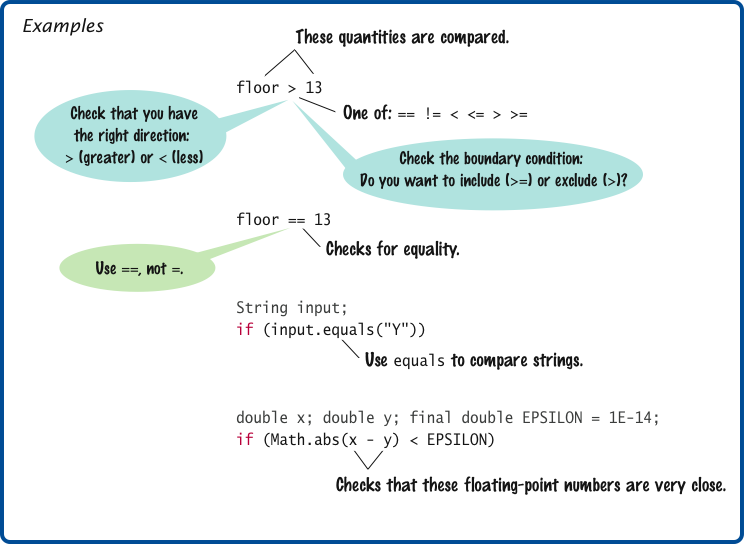 Examples
These quantities are compared.
floor > 13
One of: == != < <= > >=
Check that you have
the right direction:
> (greater) or < (less)
Check the boundary condition:
Do you want to include (>=) or exclude (>)?
floor == 13
Checks for equality.
Use ==, not =.
String input;
if (input.equals("Y"))
Use equals to compare strings.
double x; double y; final double EPSILON = 1E-14;
if (Math.abs(x - y) < EPSILON)
Checks that these floating-point numbers are very close.